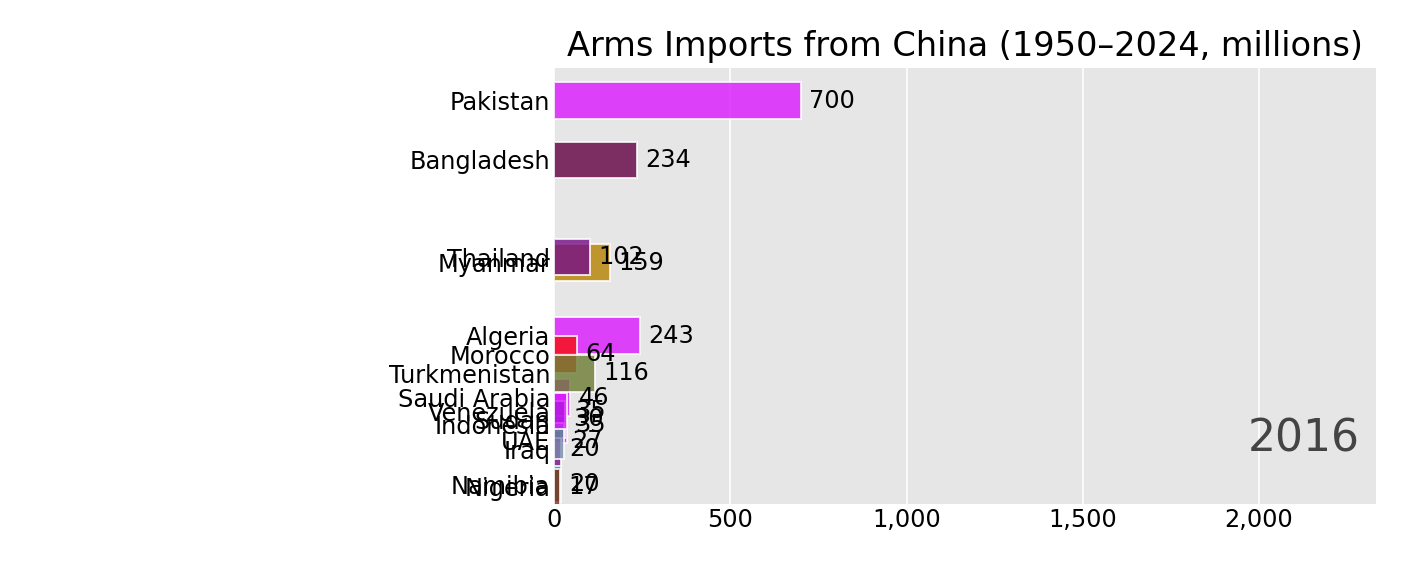 Arms Imports from China (1950–2024, millions)
Pakistan 700
Bangladesh 234
Thailand 102
Myanmar 159
Algeria 243
Morocco 64
Turkmenistan 116
Saudi Arabia 46
Venezuela
Sudan
Indonesia 35
UAE 27
Iraq 20
Namibia 20
Nigeria 17
2016
0 500 1,000 1,500 2,000